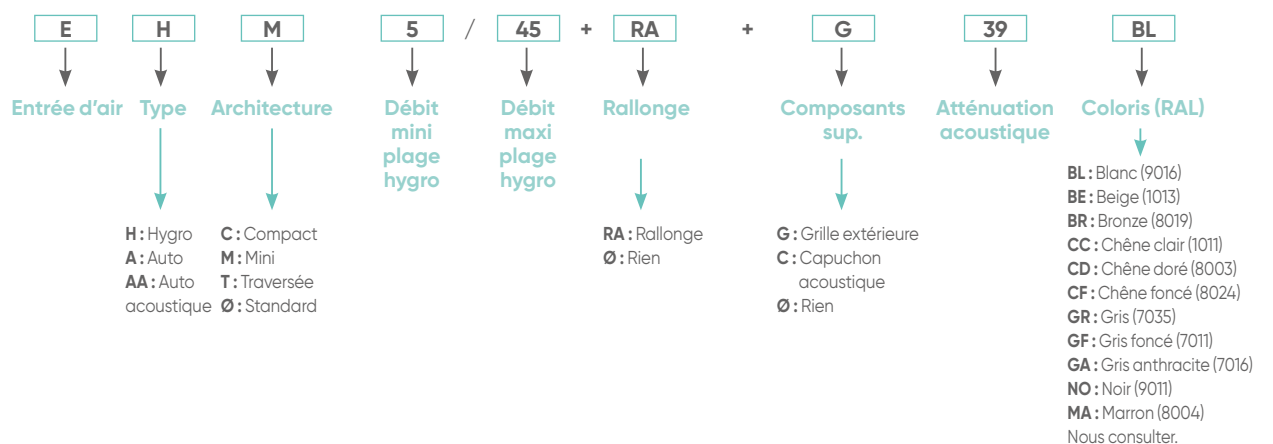 E H M 5 / 45 + RA + G 39 BL
Entrée d'air Type Architecture Débit mini plage hygro Débit maxi plage hygro Rallonge Composants sup. Atténuation acoustique Coloris (RAL)
H : Hygro
A : Auto
AA : Auto
acoustique
C : Compact
M : Mini
T : Traversée
Ø : Standard
RA : Rallonge
Ø : Rien
G : Grille extérieure
C : Capuchon
acoustique
Ø : Rien
BL : Blanc (9016)
BE : Beige (1013)
BR : Bronze (8019)
CC : Chêne clair (1011)
CD : Chêne doré (8003)
CF : Chêne foncé (8024)
GR : Gris (7035)
GF : Gris foncé (7011)
GA : Gris anthracite (7016)
NO : Noir (9011)
MA : Marron (8004)
Nous consulter.